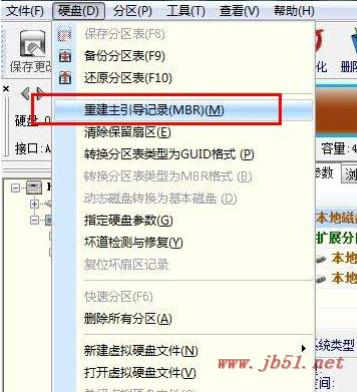 文件(F) 硬盘(D) 分区(P) 工具(T) 查看(V) 帮助(H)
保存分区表(F8)
备份分区表(F9)
还原分区表(F10)
保存更改
重建主引导记录(MBR)(M)
硬盘 0
清除保留扇区(E)
接口:A
转换分区表类型为GUID格式 (P)
容量:4
转换分区表类型为MBR格式 (B)
动态磁盘转换为基本磁盘 (D)
指定硬盘参数(G)
本地磁
坏道检测与修复(Y)
扩展分
复位坏扇区记录
本地
本地
快速分区(F6)
删除所有分区(A)
新建虚拟硬盘文件(N)
系统类型
打开虚拟硬盘文件(V)
www.jb51.net
空间: